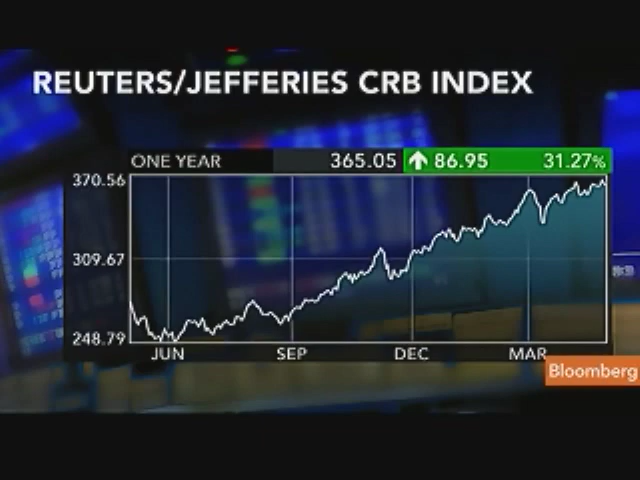 REUTERS/JEFFERIES CRB INDEX
ONE YEAR 365.05 86.95 31.27%
370.56
309.67
248.79
JUN SEP DEC MAR
Bloomberg